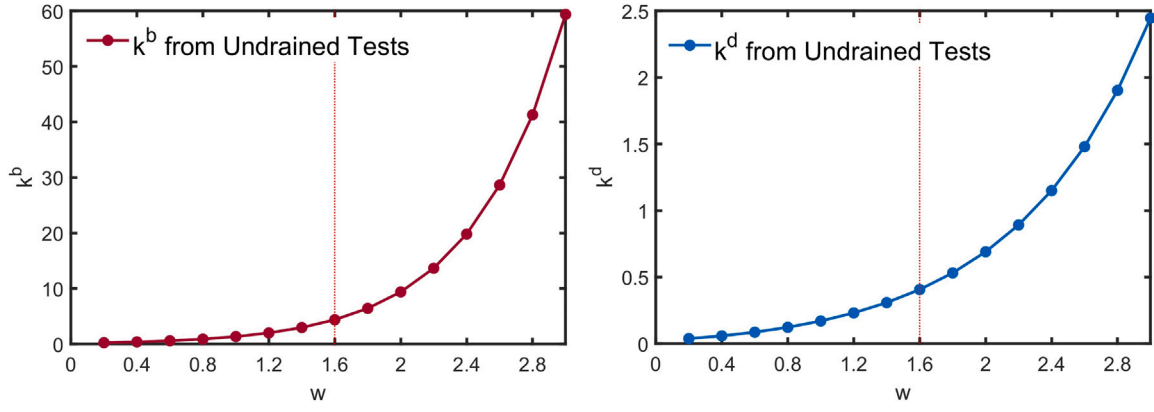 60
50
40
30
20
10
0
k^b
k^b from Undrained Tests
0 0.4 0.8 1.2 1.6 2 2.4 2.8
w
2.5
2
1.5
1
0.5
0
k^d
k^d from Undrained Tests
0 0.4 0.8 1.2 1.6 2 2.4 2.8
w